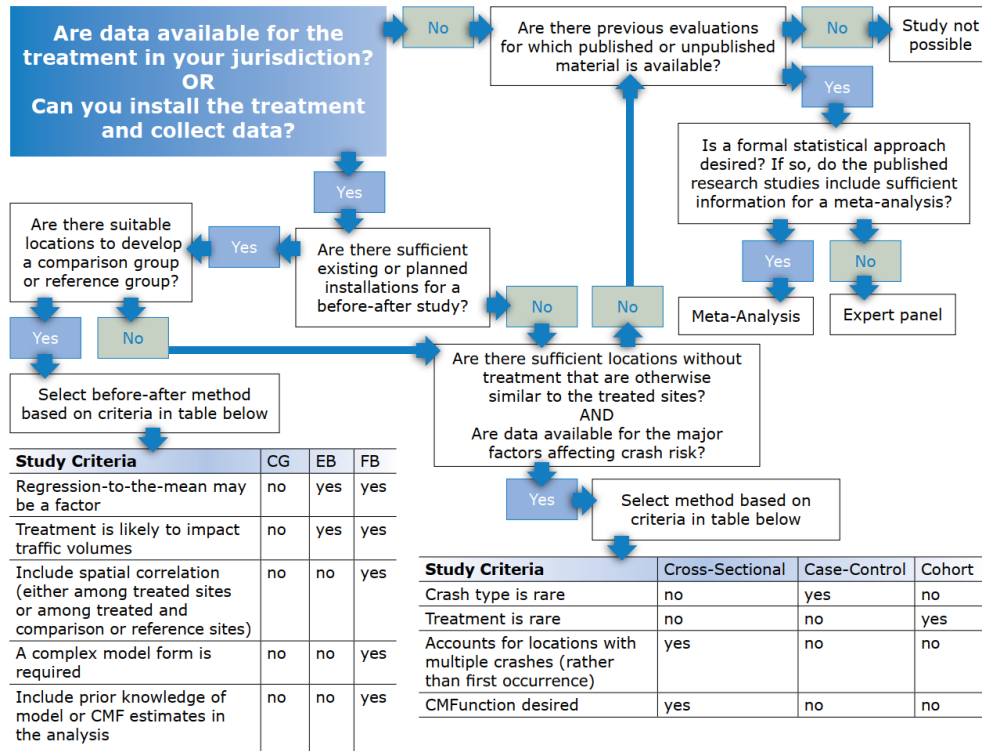 Are data available for the
treatment in your jurisdiction?
OR
Can you install the treatment
and collect data?
No
Are there previous evaluations
for which published or unpublished
material is available?
No
Study not
possible
Yes
Is a formal statistical approach
desired? If so, do the published
research studies include sufficient
information for a meta-analysis?
Yes
No
Meta-Analysis
Expert panel
Yes
Are there sufficient
existing or planned
installations for a
before-after study?
Yes
Are there suitable
locations to develop
a comparison group
or reference group?
No
No
Yes
No
Select before-after method
based on criteria in table below
Are there sufficient locations without
treatment that are otherwise
similar to the treated sites?
AND
Are data available for the major
factors affecting crash risk?
Yes
Select method based on
criteria in table below
Study Criteria CG EB FB
Regression-to-the-mean may
be a factor no yes yes
Treatment is likely to impact
traffic volumes no yes yes
Include spatial correlation
(either among treated sites
or among treated and
comparison or reference sites) no no yes
A complex model form is
required no no yes
Include prior knowledge of
model or CMF estimates in
the analysis no no yes
Study Criteria Cross-Sectional Case-Control Cohort
Crash type is rare no yes no
Treatment is rare no no yes
Accounts for locations with
multiple crashes (rather
than first occurrence) yes no no
CMFunction desired yes no no